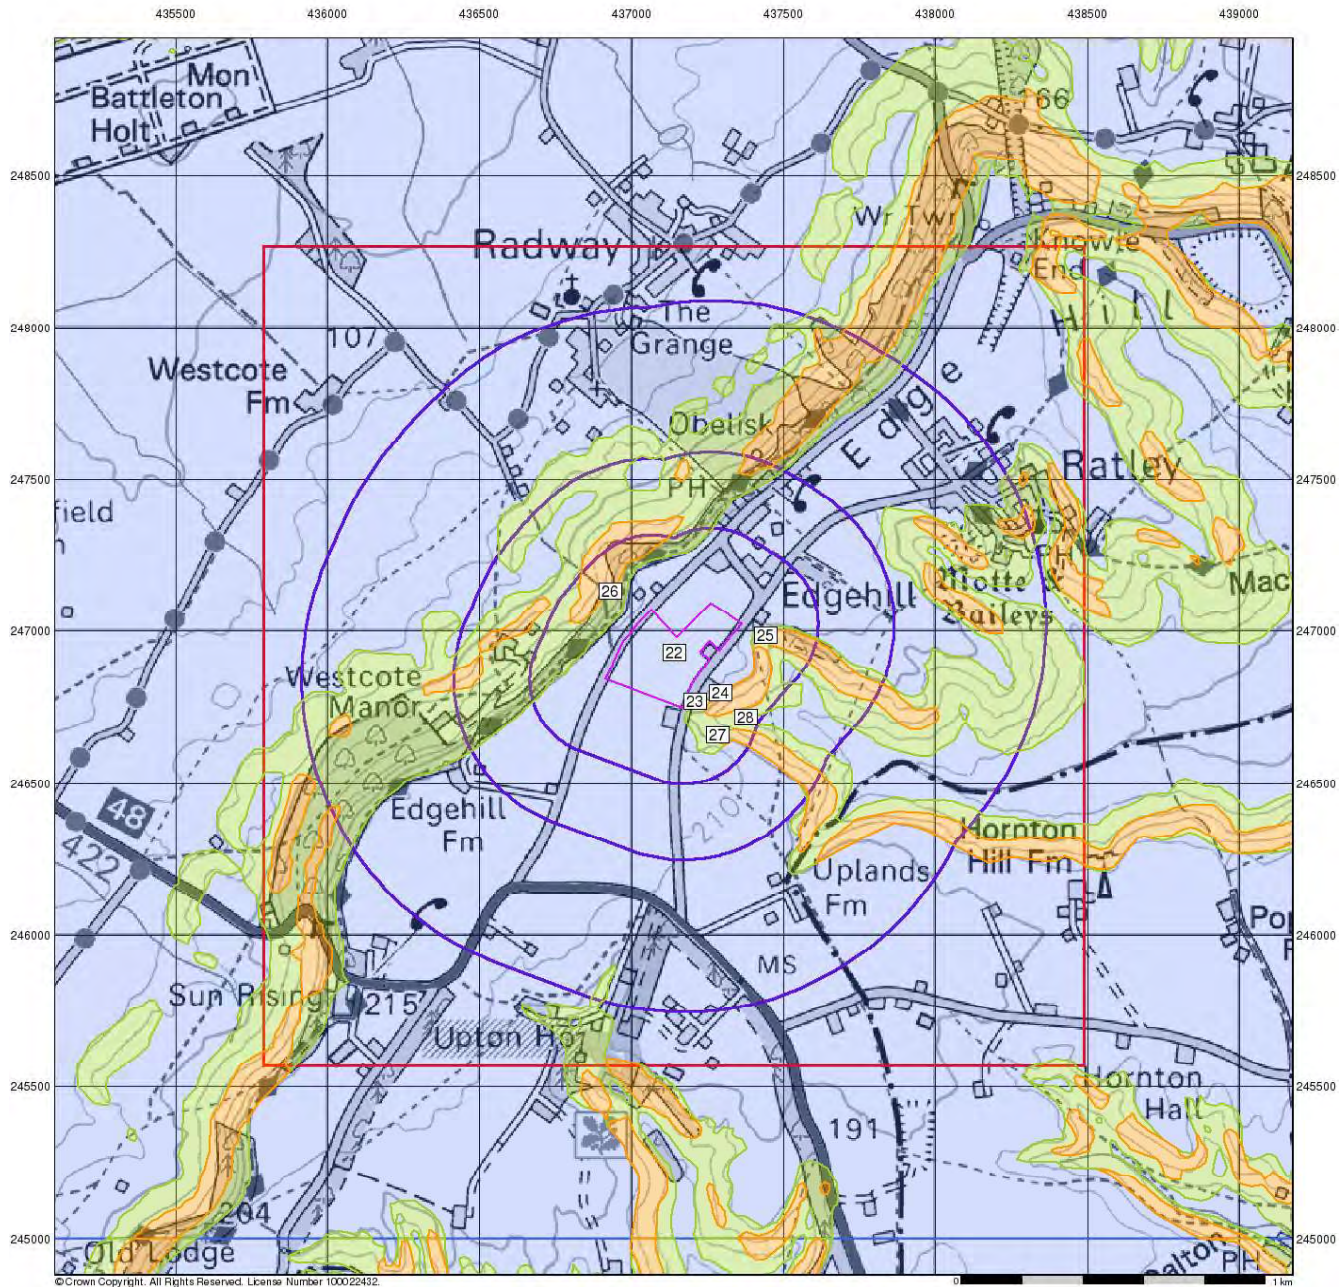 435500 436000 436500 437000 437500 438000 438500 439000
Mon
Battleton
Holt
66
248500
248500
Wr Twr
Radway
Knowle
End
Hill
The
Grange
248000
248000
107
Westcote
Fm
Obelisk
Edge
247500
247500
PH
Ratley
field
PH
Motte &
Baileys
Mac
26
Edgehill
247000
247000
25
22
Westcote
Manor
24
23
28
27
246500
246500
48
Edgehill
Fm
210
Hornton
Hill Fm
422
Uplands
Fm
246000
246000
MS
Sun Rising
215
Upton Ho
245500
245500
Hornton
Hall
191
204
245000
245000
Old Lodge
PH
© Crown Copyright. All Rights Reserved. License Number 100022432.
0 1 km